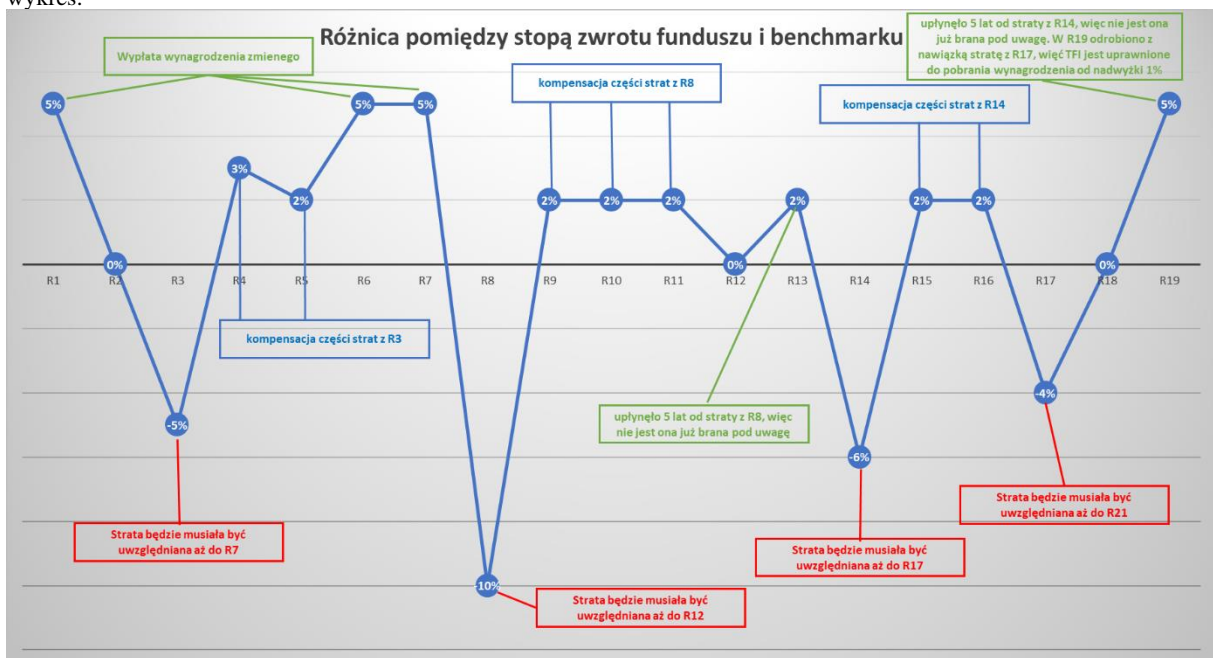 wykres.
Różnica pomiędzy stopą zwrotu funduszu i benchmarku
upłynęło 5 lat od straty z R14, więc nie jest ona
już brana pod uwagę. W R19 odrobiono z
nawiązką stratę z R17, więć TFI jest uprawnione
do pobrania wynagrodzenia od nadwyżki 1%
Wypłata wynagrodzenia zmienego
kompensacja części strat z R8
kompensacja części strat z R14
5%
0%
-5%
3%
2%
5%
5%
-10%
2%
2%
2%
0%
2%
-6%
2%
2%
-4%
0%
5%
R1
R2
R3
R4
R5
R6
R7
R8
R9
R10
R11
R12
R13
R14
R15
R16
R17
R18
R19
kompensacja części strat z R3
upłynęło 5 lat od straty z R8, więc
nie jest ona już brana pod uwagę
Strata będzie musiała być
uwzględniana aż do R7
Strata będzie musiała być
uwzględniana aż do R12
Strata będzie musiała być
uwzględniana aż do R17
Strata będzie musiała być
uwzględniana aż do R21